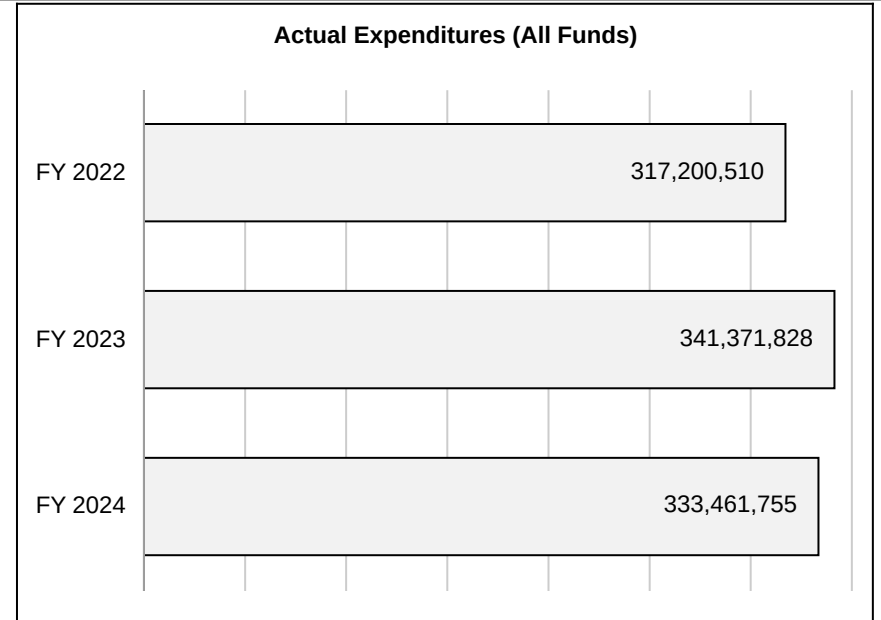 Actual Expenditures (All Funds)
FY 2022 317,200,510
FY 2023 341,371,828
FY 2024 333,461,755